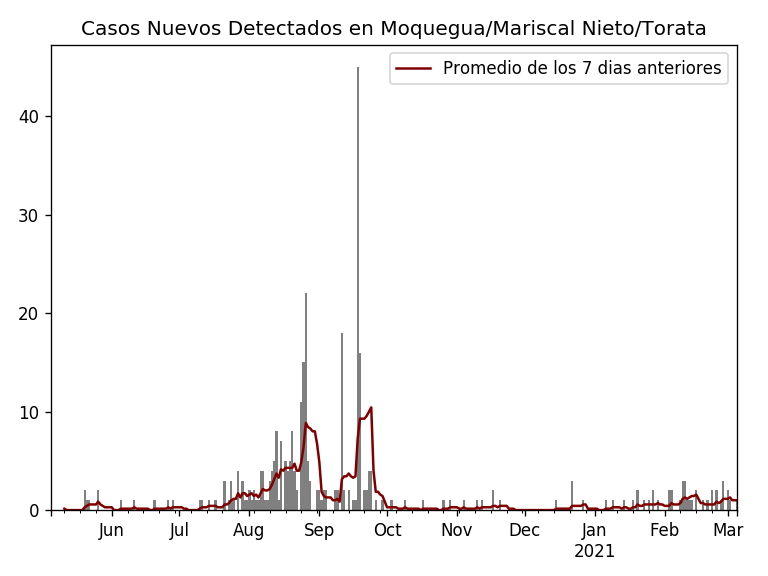 Casos Nuevos Detectados en Moquegua/Mariscal Nieto/Torata
Promedio de los 7 dias anteriores
40
30
20
10
0
Jun Jul Aug Sep Oct Nov Dec Jan Feb Mar
2021